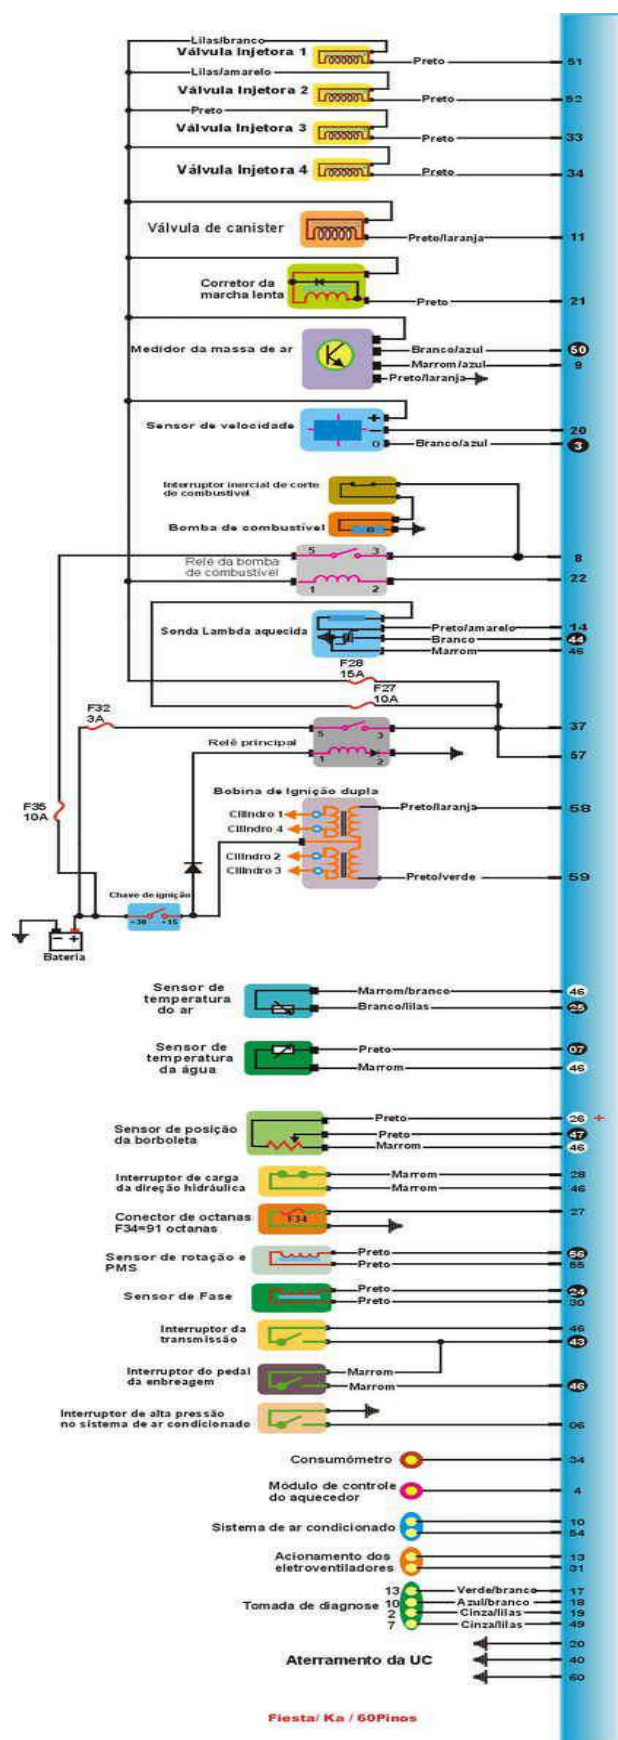 Lilas/branco
Válvula Injetora 1
Preto 51
Lilas/amarelo
Válvula Injetora 2
Preto 52
Preto
Válvula Injetora 3
Preto 33
Válvula Injetora 4
Preto 34
Válvula de canister
Preto/laranja 11
Corretor da
marcha lenta
Preto 21
Medidor da massa de ar
Branco/azul 50
Marrom/azul 9
Preto/laranja
Sensor de velocidade
+
− 20
0 Branco/azul 3
Interruptor inercial de corte
de combustível
Bomba de combustível
5 3 8
Relé da bomba
de combustível
1 2 22
Sonda Lambda aquecida
Preto/amarelo 14
Branco 44
Marrom 46
F28
15A
F27
10A
F32
3A
5 3 37
Relê principal
1 2 57
Bobina de Ignição dupla
F35
10A
Cilindro 1
Preto/laranja 58
Cilindro 4
Cilindro 2
Cilindro 3
Preto/verde 59
Chave de ignição
+30 +15
− +
Bateria
Sensor de
temperatura
do ar
Marrom/branco 46
Branco/lilas 25
Sensor de
temperatura
da água
Preto 07
Marrom 46
Sensor de posição
da borboleta
Preto 26 +
Preto 47
Marrom 46
Interruptor de carga
da direção hidráulica
Marrom 28
Marrom 46
Conector de octanas
F34=91 octanas
F34
27
Sensor de rotação e
PMS
Preto 56
Preto 55
Sensor de Fase
Preto 24
Preto 30
Interruptor da
transmissão
46
43
Interruptor do pedal
da enbreagem
Marrom
Marrom 46
Interruptor de alta pressão
no sistema de ar condicionado
06
Consumômetro 34
Módulo de controle
do aquecedor
4
Sistema de ar condicionado
10
54
Acionamento dos
eletroventiladores
13
31
Tomada de diagnose
13 Verde/branco 17
10 Azul/branco 18
2 Cinza/lilas 19
7 Cinza/lilas 49
Aterramento da UC
20
40
60
Fiesta/ Ka / 60Pinos